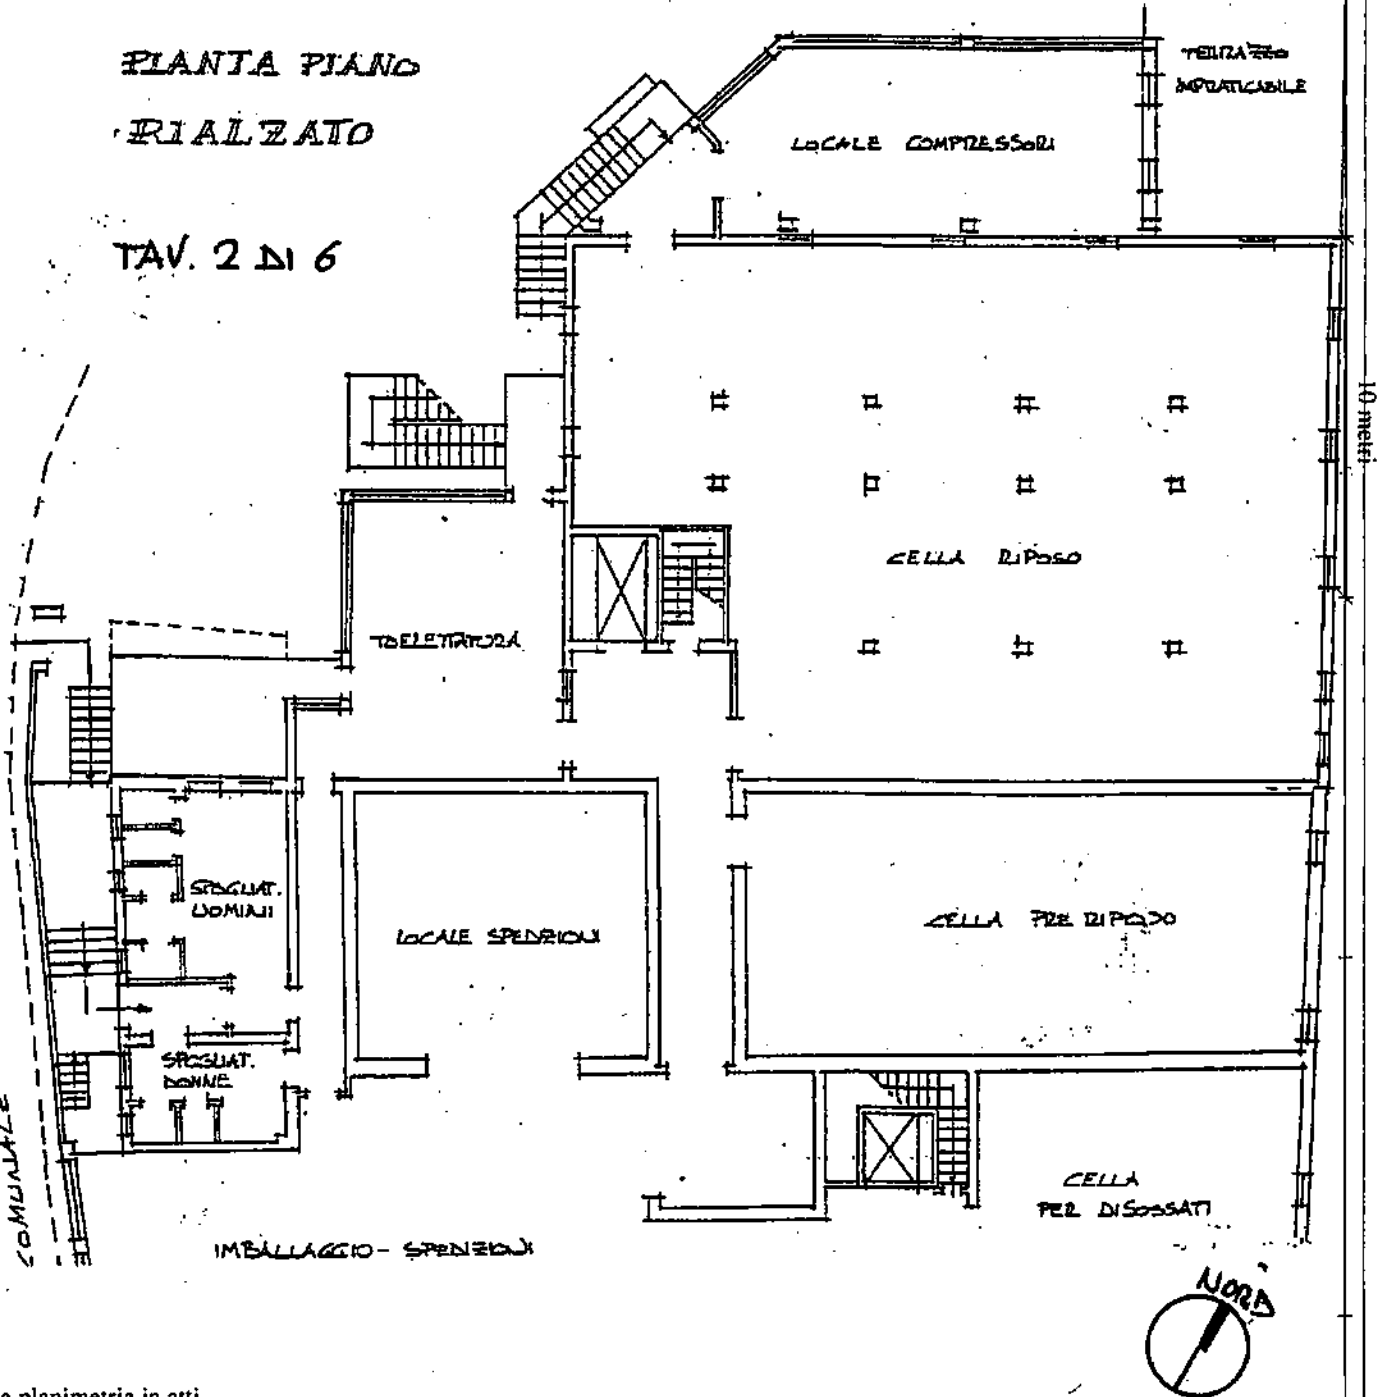 PIANTA PIANO
RIALZATO
TAV. 2 DI 6
TERRAZZO
IMPRATICABILE
LOCALE COMPRESSORI
10 metri
CELLA RIPOSO
TOELETTATURA
SPOGLIAT.
UOMINI
LOCALE SPEDIZIONI
CELLA PRE RIPOSO
SPOGLIAT.
DONNE
COMUNALE
CELLA
PER DISOSSATI
IMBALLAGGIO - SPEDIZIONI
NORD
planimetria in atti